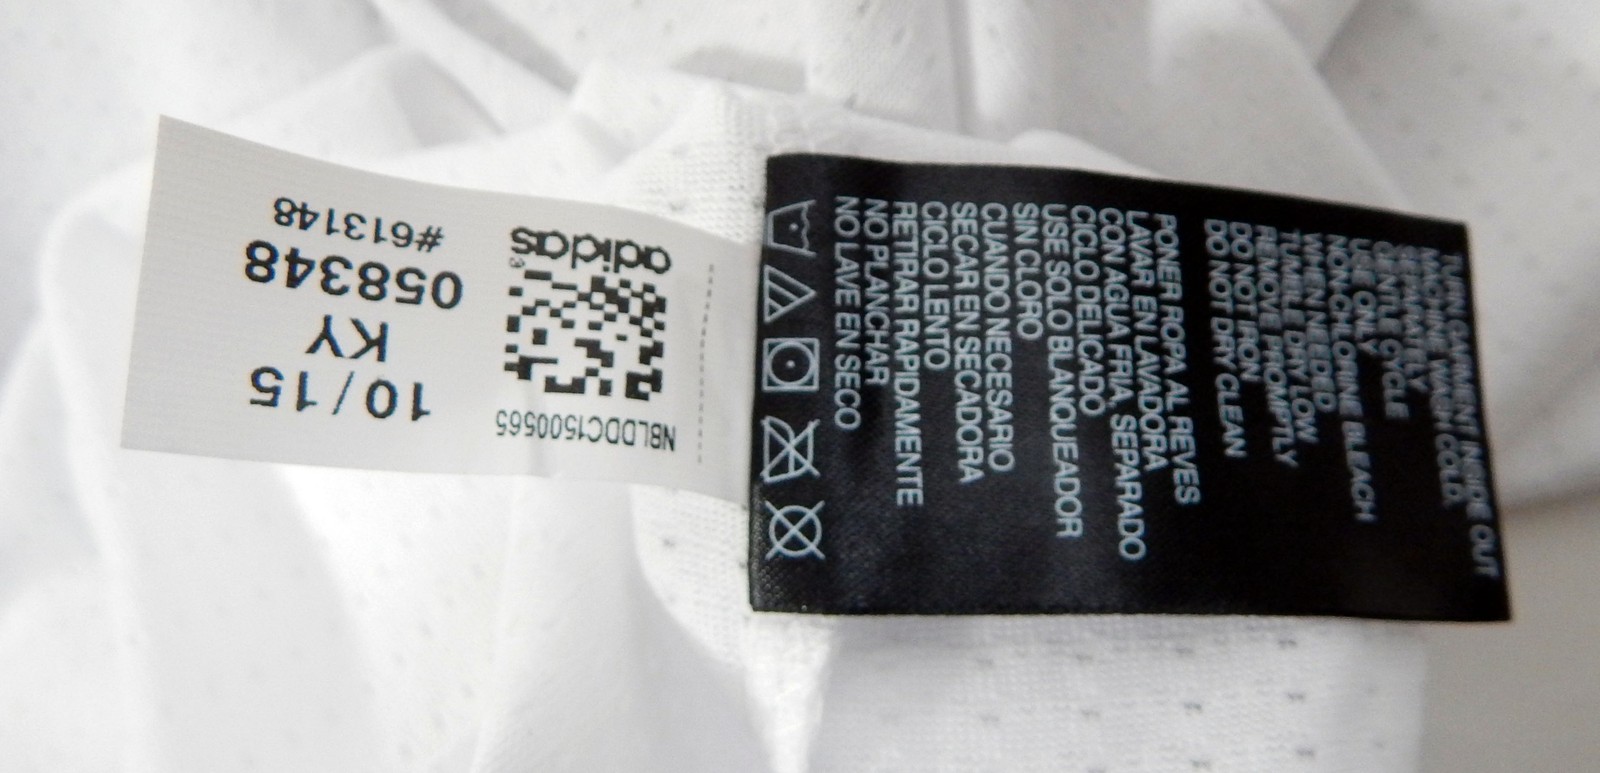 NBLDDC1500565
adidas
10/15
KY
058348
#613148
TURN GARMENT INSIDE OUT
MACHINE WASH COLD
SEPARATELY
GENTLE CYCLE
USE ONLY
NON-CHLORINE BLEACH
WHEN NEEDED
TUMBLE DRY LOW
REMOVE PROMPTLY
DO NOT IRON
DO NOT DRY CLEAN
PONER ROPA AL REVES
LAVAR EN LAVADORA
CON AGUA FRIA, SEPARADO
CICLO DELICADO
USE SOLO BLANQUEADOR
SIN CLORO
CUANDO NECESARIO
SECAR EN SECADORA
CICLO LENTO
RETIRAR RAPIDAMENTE
NO PLANCHAR
NO LAVE EN SECO